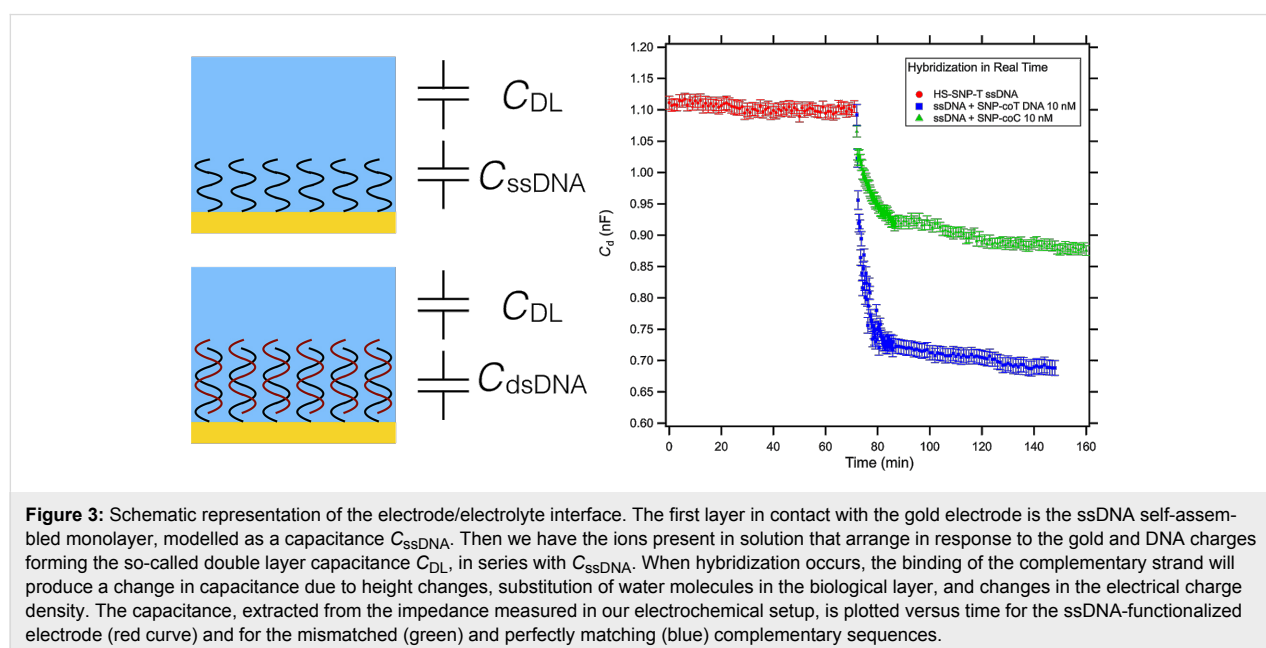 C_DL
C_ssDNA
C_DL
C_dsDNA
1.20
1.15
1.10
1.05
1.00
0.95
0.90
0.85
0.80
0.75
0.70
0.65
0.60
C_d (nF)
Hybridization in Real Time
HS-SNP-T ssDNA
ssDNA + SNP-coT DNA 10 nM
ssDNA + SNP-coC 10 nM
0 20 40 60 80 100 120 140 160
Time (min)
Figure 3: Schematic representation of the electrode/electrolyte interface. The first layer in contact with the gold electrode is the ssDNA self-assem-
bled monolayer, modelled as a capacitance C_ssDNA. Then we have the ions present in solution that arrange in response to the gold and DNA charges
forming the so-called double layer capacitance C_DL, in series with C_ssDNA. When hybridization occurs, the binding of the complementary strand will
produce a change in capacitance due to height changes, substitution of water molecules in the biological layer, and changes in the electrical charge
density. The capacitance, extracted from the impedance measured in our electrochemical setup, is plotted versus time for the ssDNA-functionalized
electrode (red curve) and for the mismatched (green) and perfectly matching (blue) complementary sequences.